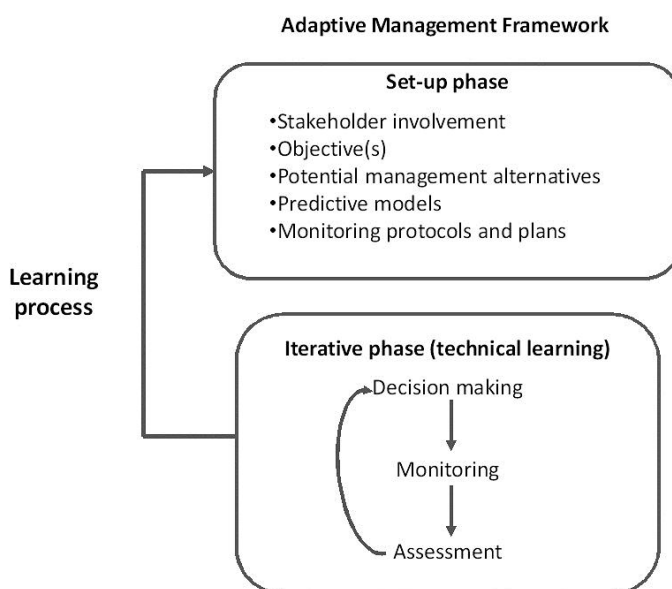 Adaptive Management Framework
Set-up phase
•Stakeholder involvement
•Objective(s)
•Potential management alternatives
•Predictive models
•Monitoring protocols and plans
Learning
process
Iterative phase (technical learning)
Decision making
Monitoring
Assessment